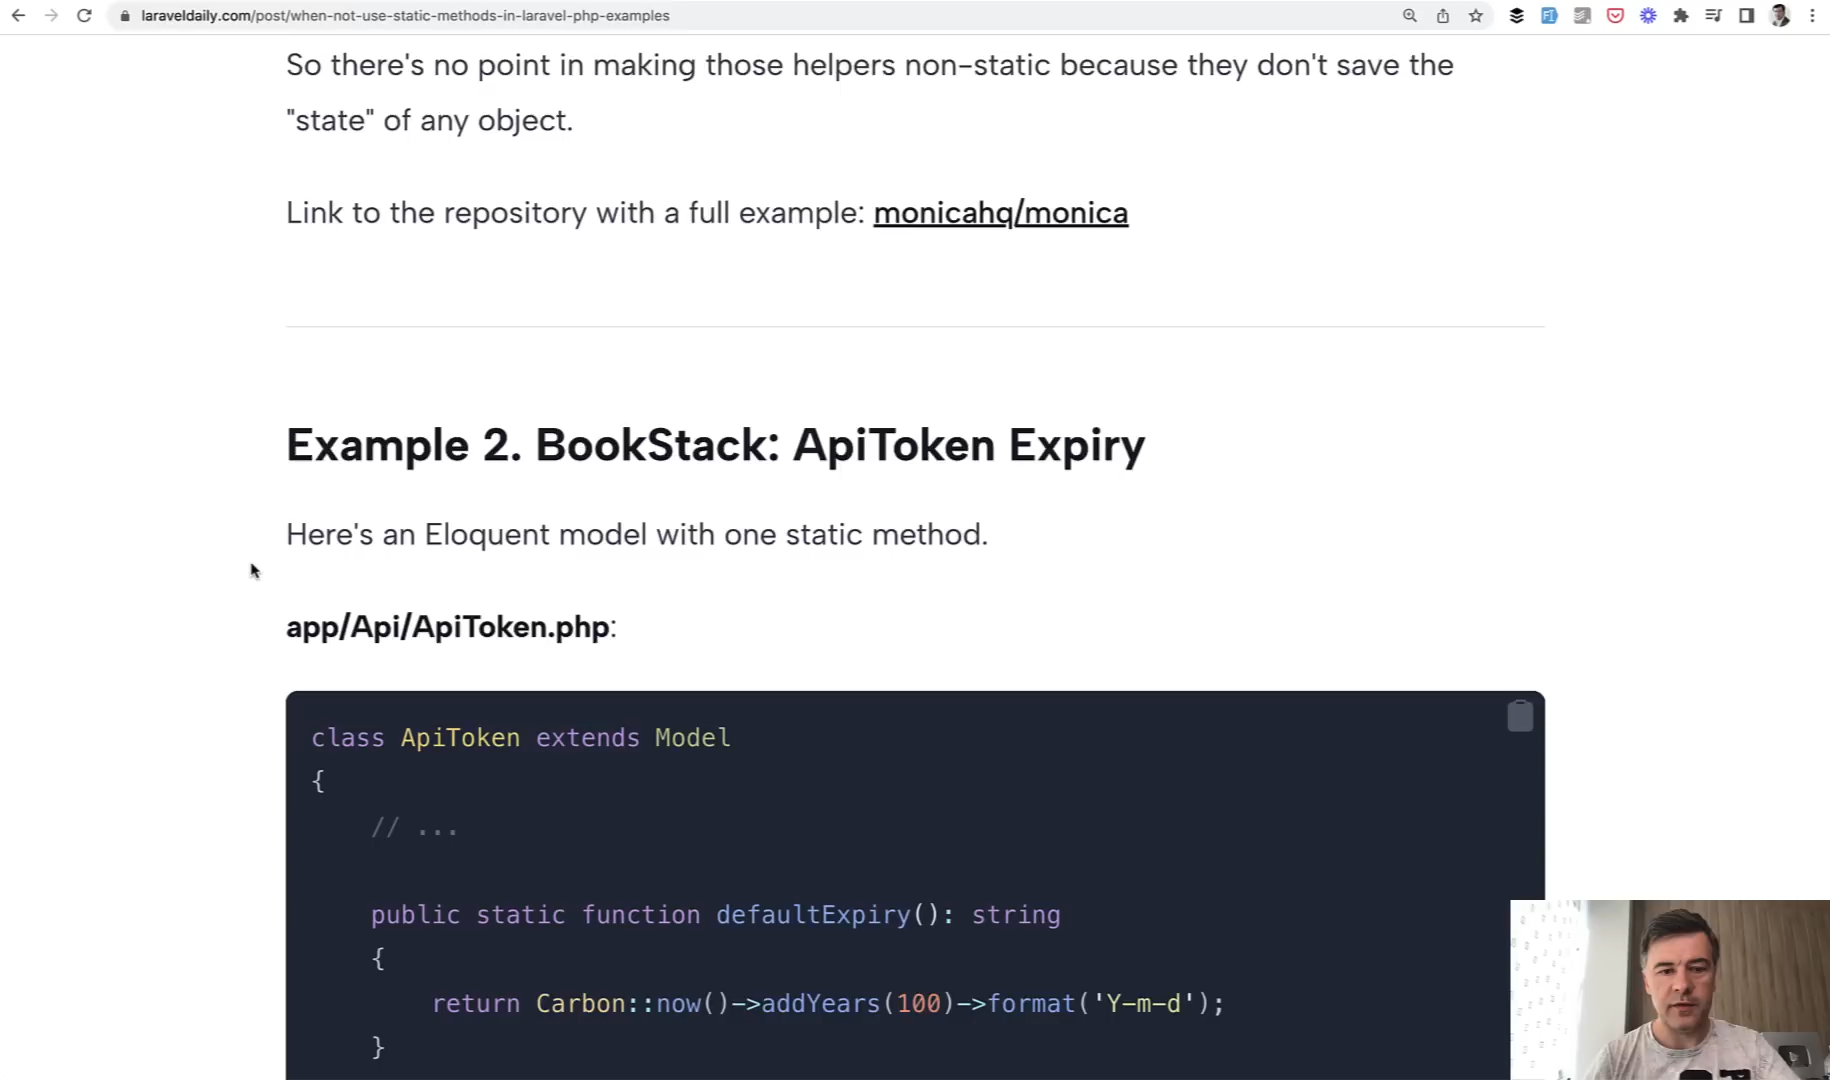 laraveldaily.com/post/when-not-use-static-methods-in-laravel-php-examples
So there's no point in making those helpers non-static because they don't save the
"state" of any object.
Link to the repository with a full example: monicahq/monica
Example 2. BookStack: ApiToken Expiry
Here's an Eloquent model with one static method.
app/Api/ApiToken.php:
class ApiToken extends Model
{
// ...
public static function defaultExpiry(): string
{
return Carbon::now()->addYears(100)->format('Y-m-d');
}